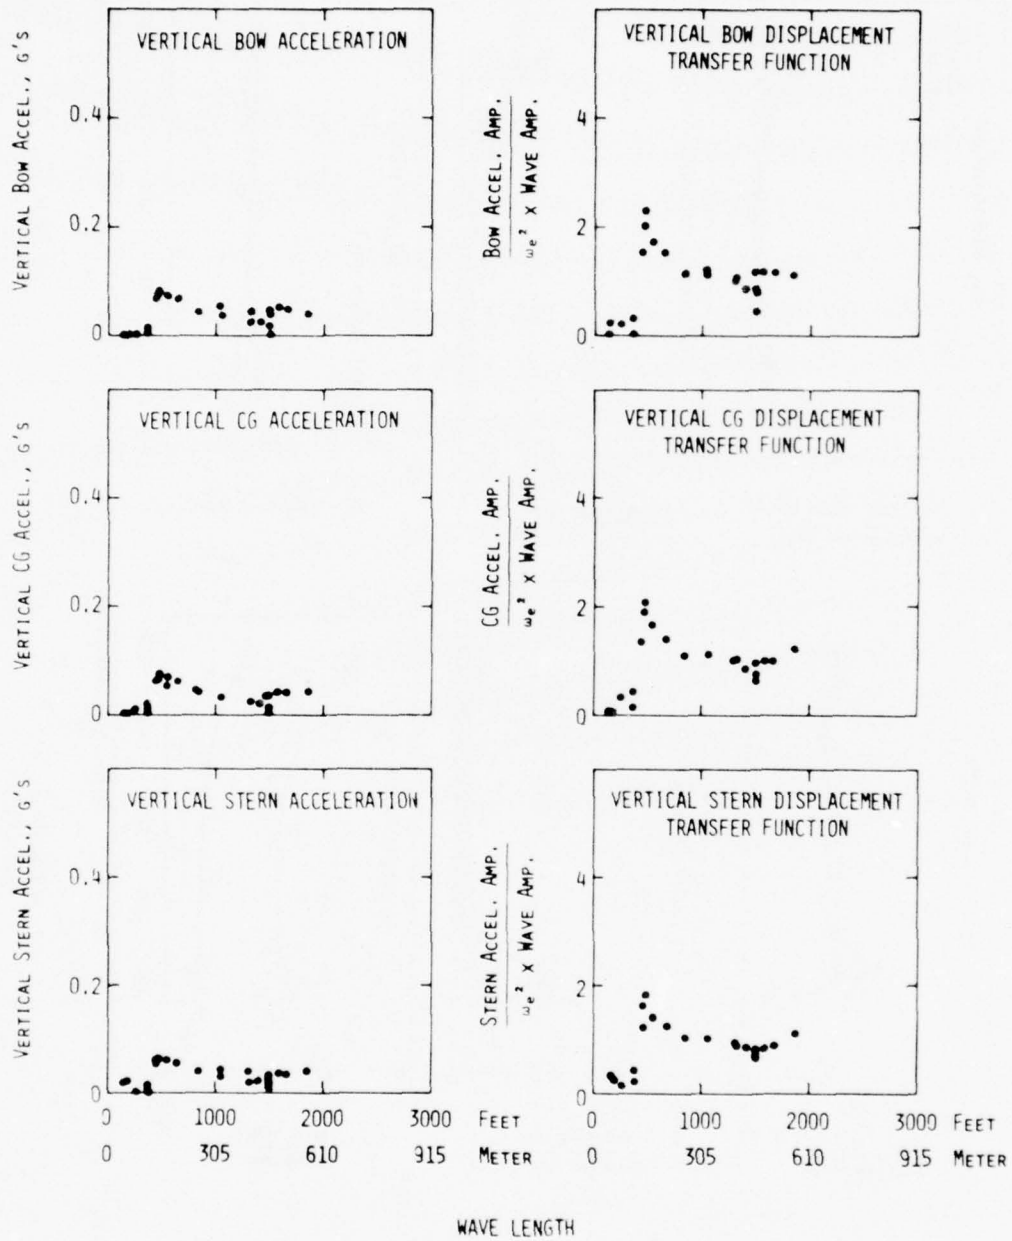 VERTICAL BOW ACCELERATION
VERTICAL BOW ACCEL., G'S
0.4
0.2
0
VERTICAL BOW DISPLACEMENT
TRANSFER FUNCTION
BOW ACCEL. AMP.
ωe² x WAVE AMP.
4
2
0
VERTICAL CG ACCELERATION
VERTICAL CG ACCEL., G'S
0.4
0.2
0
VERTICAL CG DISPLACEMENT
TRANSFER FUNCTION
CG ACCEL. AMP.
ωe² x WAVE AMP.
4
2
0
VERTICAL STERN ACCELERATION
VERTICAL STERN ACCEL., G'S
0.4
0.2
0
VERTICAL STERN DISPLACEMENT
TRANSFER FUNCTION
STERN ACCEL. AMP.
ωe² x WAVE AMP.
4
2
0
0 1000 2000 3000 FEET
0 305 610 915 METER
0 1000 2000 3000 FEET
0 305 610 915 METER
WAVE LENGTH